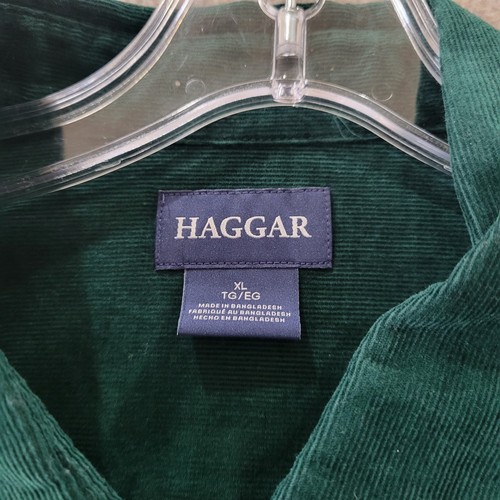 HAGGAR
XL
TG/EG
MADE IN BANGLADESH
FABRIQUÉ AU BANGLADESH
HECHO EN BANGLADESH